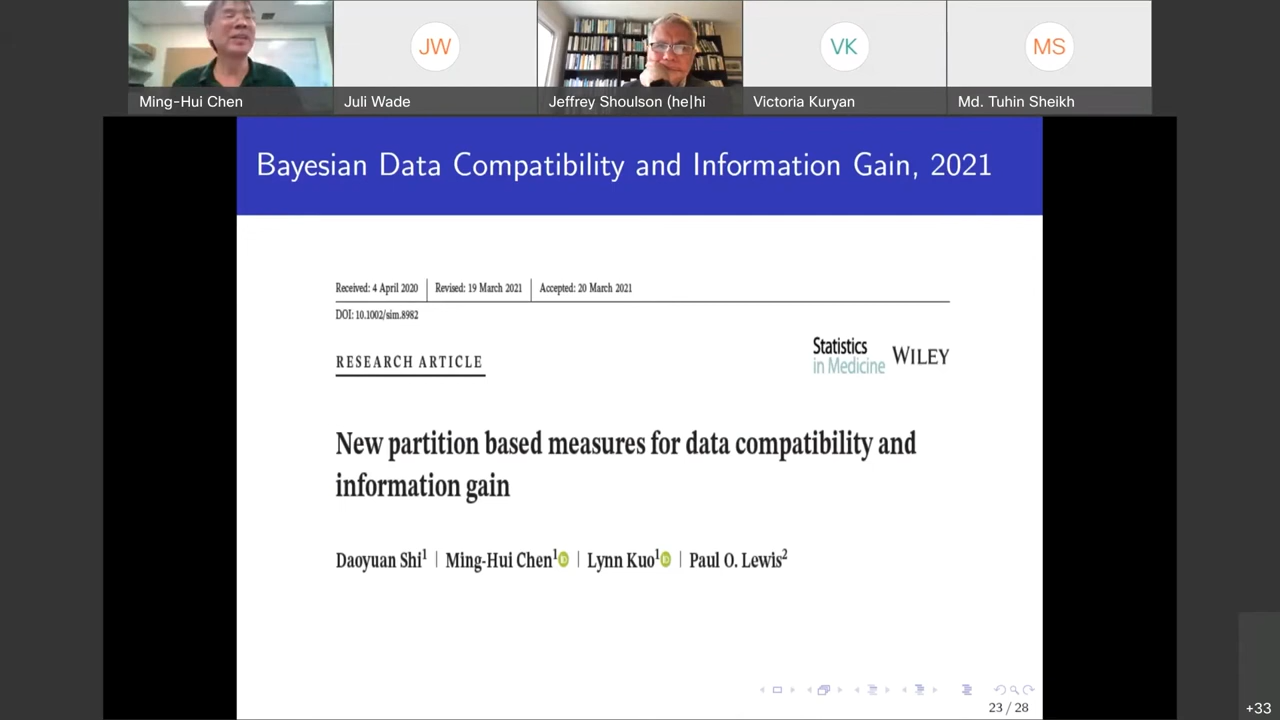 JW
VK
MS
Ming-Hui Chen
Juli Wade
Jeffrey Shoulson (he|hi
Victoria Kuryan
Md. Tuhin Sheikh
Bayesian Data Compatibility and Information Gain, 2021
Received: 4 April 2020 | Revised: 19 March 2021 | Accepted: 20 March 2021
DOI: 10.1002/sim.8982
RESEARCH ARTICLE
Statistics
in Medicine
WILEY
New partition based measures for data compatibility and
information gain
Daoyuan Shi¹ | Ming-Hui Chen¹ iD | Lynn Kuo¹ iD | Paul O. Lewis²
23 / 28
+33